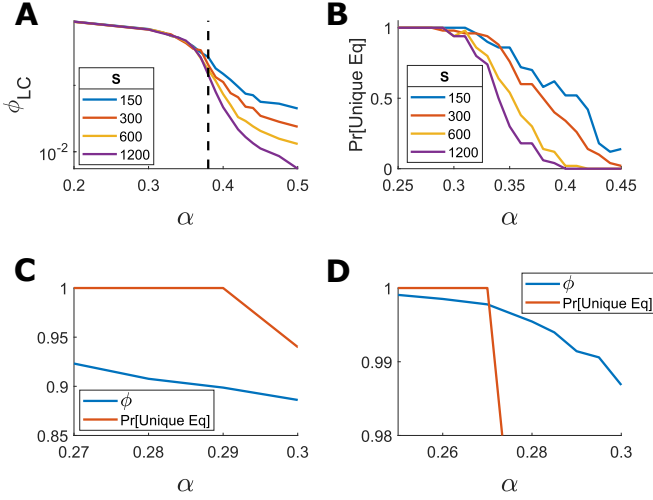 A
B
ϕLC
10-2
S
150
300
600
1200
0.2
0.3
0.4
0.5
α
Pr[Unique Eq]
1
0.5
0
S
150
300
600
1200
0.25
0.3
0.35
0.4
0.45
α
C
D
1
0.95
0.9
0.85
ϕ
Pr[Unique Eq]
0.27
0.28
0.29
0.3
α
1
0.99
0.98
ϕ
Pr[Unique Eq]
0.26
0.28
0.3
α